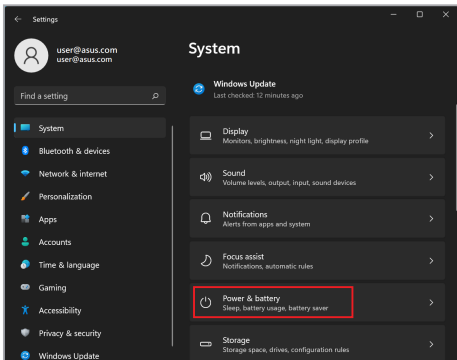 Settings
user@asus.com
user@asus.com
Find a setting
System
Bluetooth & devices
Network & internet
Personalization
Apps
Accounts
Time & language
Gaming
Accessibility
Privacy & security
Windows Update
System
Windows Update
Last checked: 12 minutes ago
Display
Monitors, brightness, night light, display profile
Sound
Volume levels, output, input, sound devices
Notifications
Alerts from apps and system
Focus assist
Notifications, automatic rules
Power & battery
Sleep, battery usage, battery saver
Storage
Storage space, drives, configuration rules